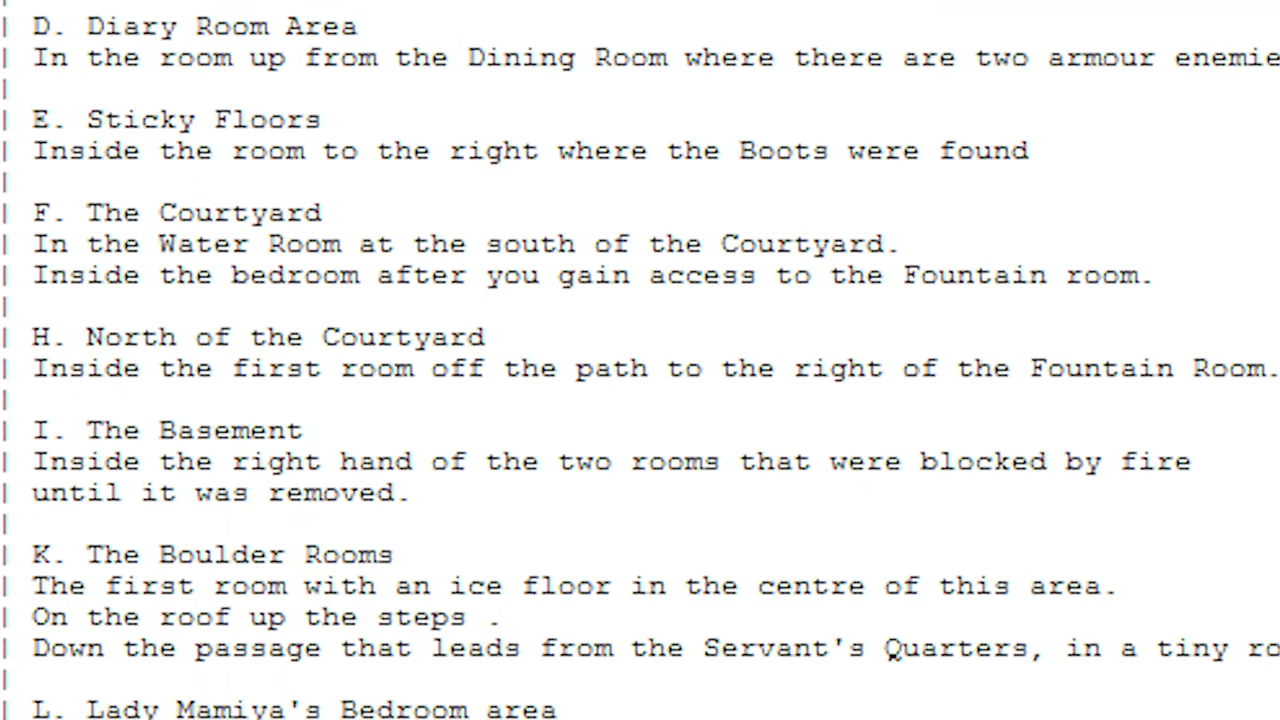 | D. Diary Room Area
| In the room up from the Dining Room where there are two armour enemie
|
| E. Sticky Floors
| Inside the room to the right where the Boots were found
|
| F. The Courtyard
| In the Water Room at the south of the Courtyard.
| Inside the bedroom after you gain access to the Fountain room.
|
| H. North of the Courtyard
| Inside the first room off the path to the right of the Fountain Room.
|
| I. The Basement
| Inside the right hand of the two rooms that were blocked by fire
| until it was removed.
|
| K. The Boulder Rooms
| The first room with an ice floor in the centre of this area.
| On the roof up the steps .
| Down the passage that leads from the Servant's Quarters, in a tiny ro
|
| L. Lady Mamiya's Bedroom area